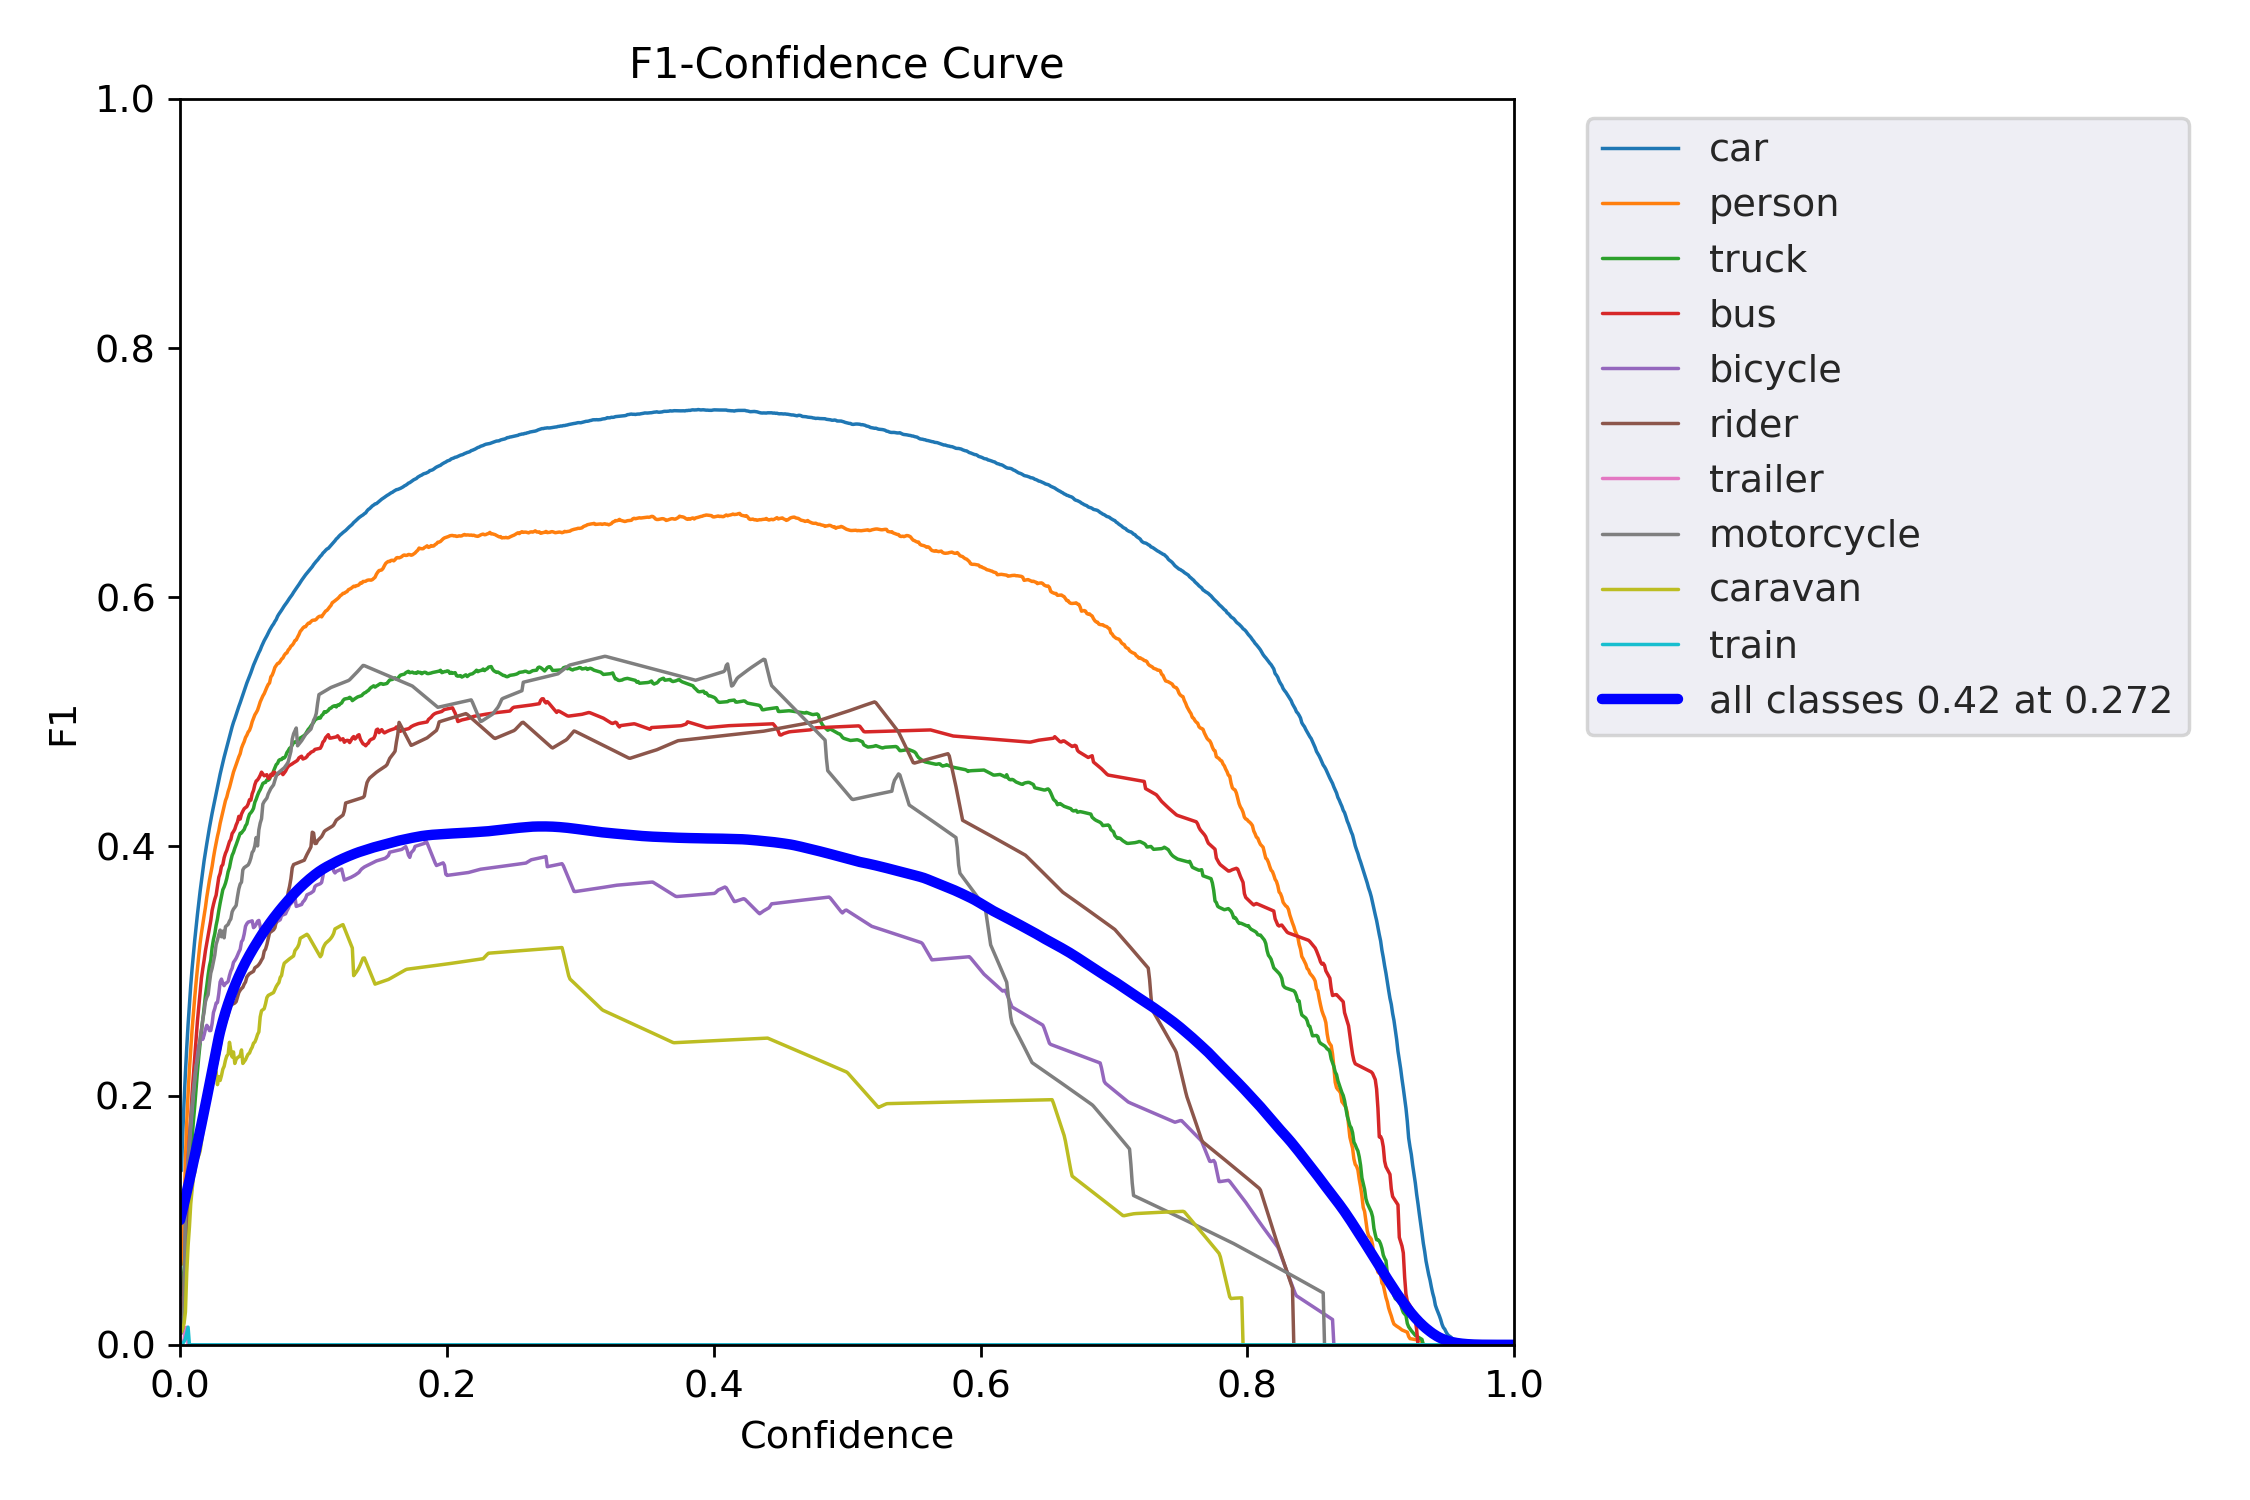 F1-Confidence Curve
1.0
0.8
0.6
0.4
0.2
0.0
F1
0.0 0.2 0.4 0.6 0.8 1.0
Confidence
car
person
truck
bus
bicycle
rider
trailer
motorcycle
caravan
train
all classes 0.42 at 0.272